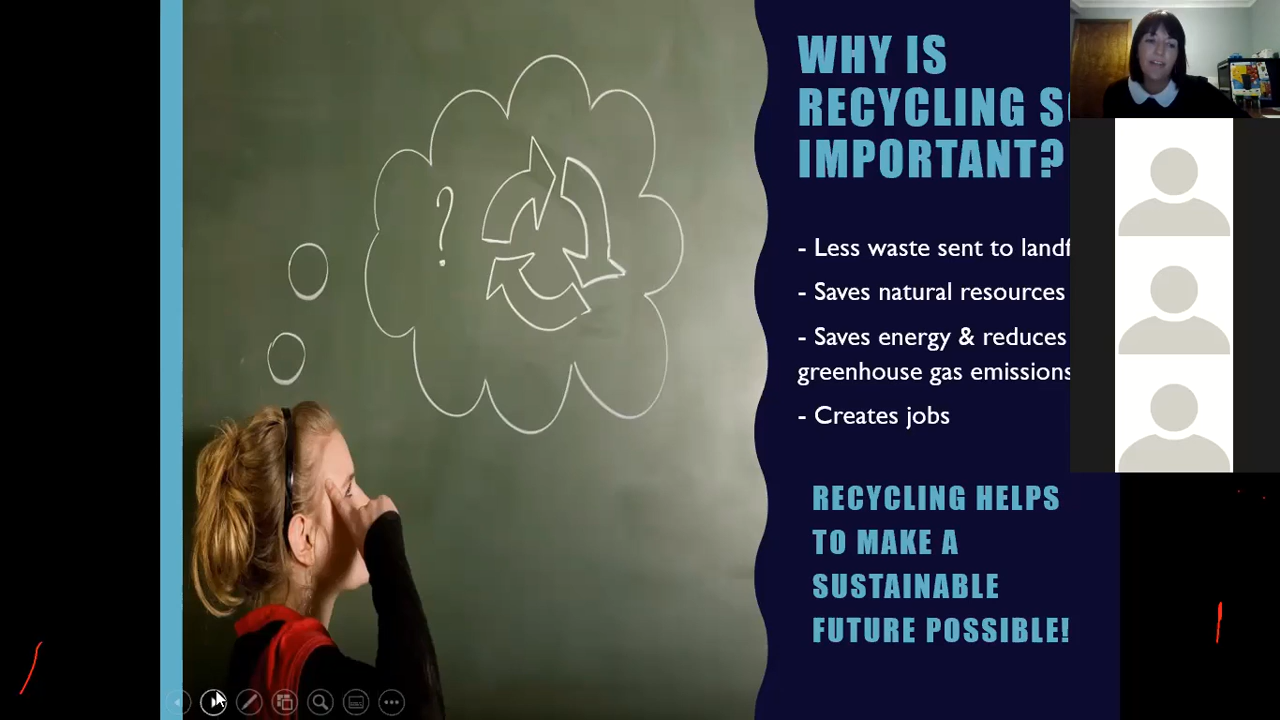 WHY IS
RECYCLING S
IMPORTANT?
- Less waste sent to landf
- Saves natural resources
- Saves energy & reduces
greenhouse gas emissions
- Creates jobs
RECYCLING HELPS
TO MAKE A
SUSTAINABLE
FUTURE POSSIBLE!
?